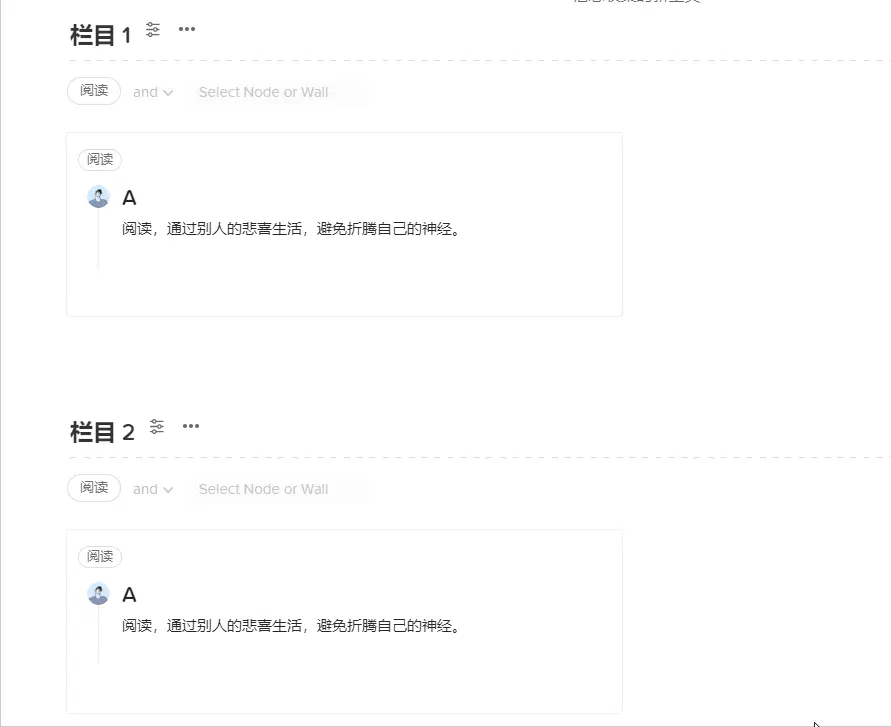 栏目 1
阅读
and
Select Node or Wall
阅读
A
阅读，通过别人的悲喜生活，避免折腾自己的神经。
栏目 2
阅读
and
Select Node or Wall
阅读
A
阅读，通过别人的悲喜生活，避免折腾自己的神经。